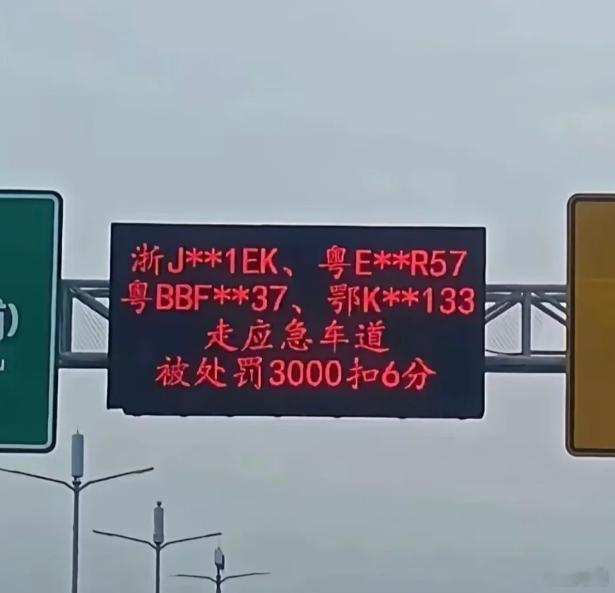 浙J**1EK、粤E**R57
粤BBF**37、鄂K**133
走应急车道
被处罚3000扣6分